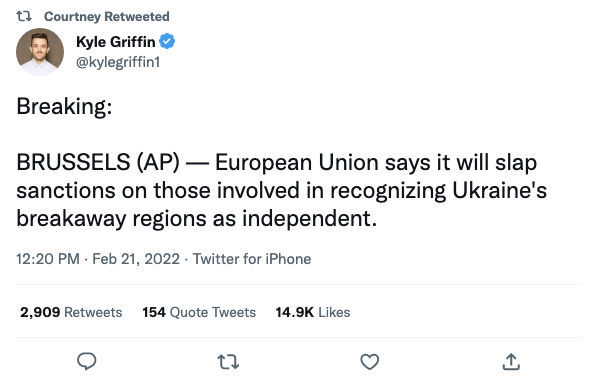 Courtney Retweeted
Kyle Griffin
@kylegriffin1
Breaking:
BRUSSELS (AP) — European Union says it will slap
sanctions on those involved in recognizing Ukraine's
breakaway regions as independent.
12:20 PM · Feb 21, 2022 · Twitter for iPhone
2,909 Retweets 154 Quote Tweets 14.9K Likes